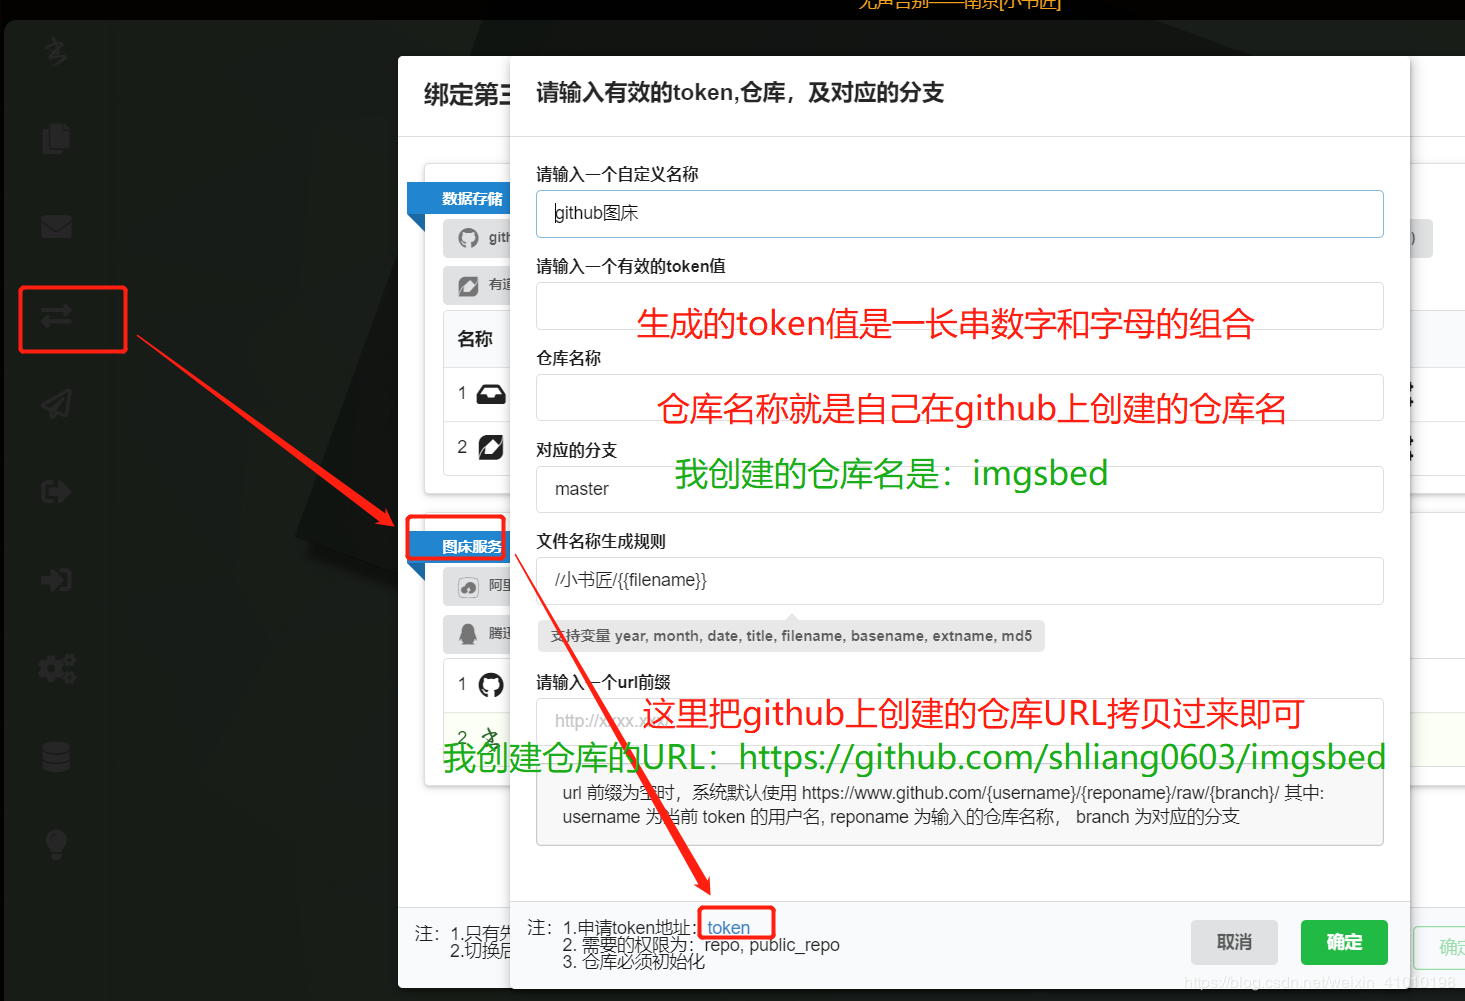 无声告别——南京[小书匠]
绑定第三
请输入有效的token,仓库，及对应的分支
请输入一个自定义名称
数据存储
github图床
gith
请输入一个有效的token值
有道
生成的token值是一长串数字和字母的组合
名称
仓库名称
1
仓库名称就是自己在github上创建的仓库名
2
对应的分支
我创建的仓库名是：imgsbed
master
图床服务
文件名称生成规则
阿里
/小书匠/{{filename}}
腾迅
支持变量 year, month, date, title, filename, basename, extname, md5
1
请输入一个url前缀
http://xxxx.xxx/
这里把github上创建的仓库URL拷贝过来即可
2
我创建仓库的URL：https://github.com/shliang0603/imgsbed
url 前缀为空时，系统默认使用 https://www.github.com/{username}/{reponame}/raw/{branch}/ 其中:
username 为当前 token 的用户名, reponame 为输入的仓库名称， branch 为对应的分支
注：1.只有先
2.切换后
注：1.申请token地址：token
2. 需要的权限为：repo, public_repo
3. 仓库必须初始化
取消
确定
确定
https://blog.csdn.net/weixin_41010198